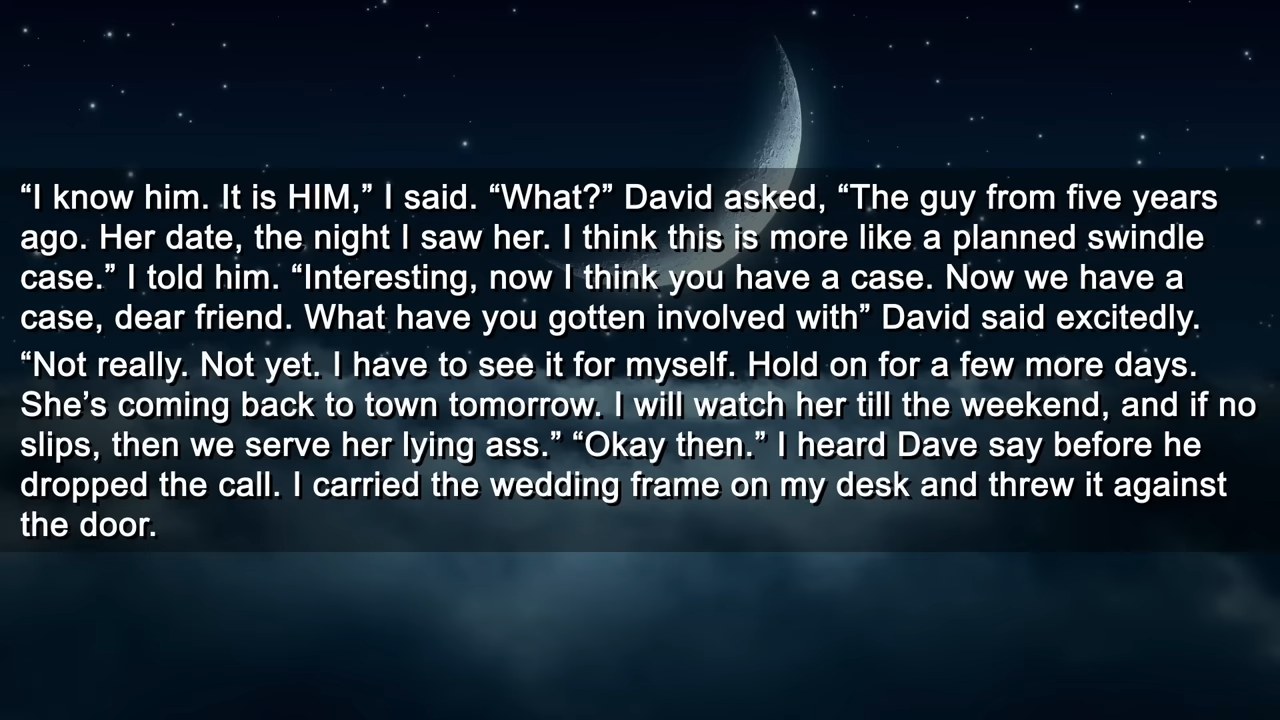 “I know him. It is HIM,” I said. “What?” David asked, “The guy from five years
ago. Her date, the night I saw her. I think this is more like a planned swindle
case.” I told him. “Interesting, now I think you have a case. Now we have a
case, dear friend. What have you gotten involved with” David said excitedly.
“Not really. Not yet. I have to see it for myself. Hold on for a few more days.
She’s coming back to town tomorrow. I will watch her till the weekend, and if no
slips, then we serve her lying ass.” “Okay then.” I heard Dave say before he
dropped the call. I carried the wedding frame on my desk and threw it against
the door.